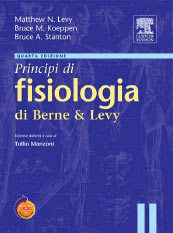 Matthew N. Levy
Bruce M. Koeppen
Bruce A. Stanton
ELSEVIER
MASSON
QUARTA EDIZIONE
Principi di
fisiologia
di Berne & Levy
Edizione italiana a cura di
Tullio Manzoni